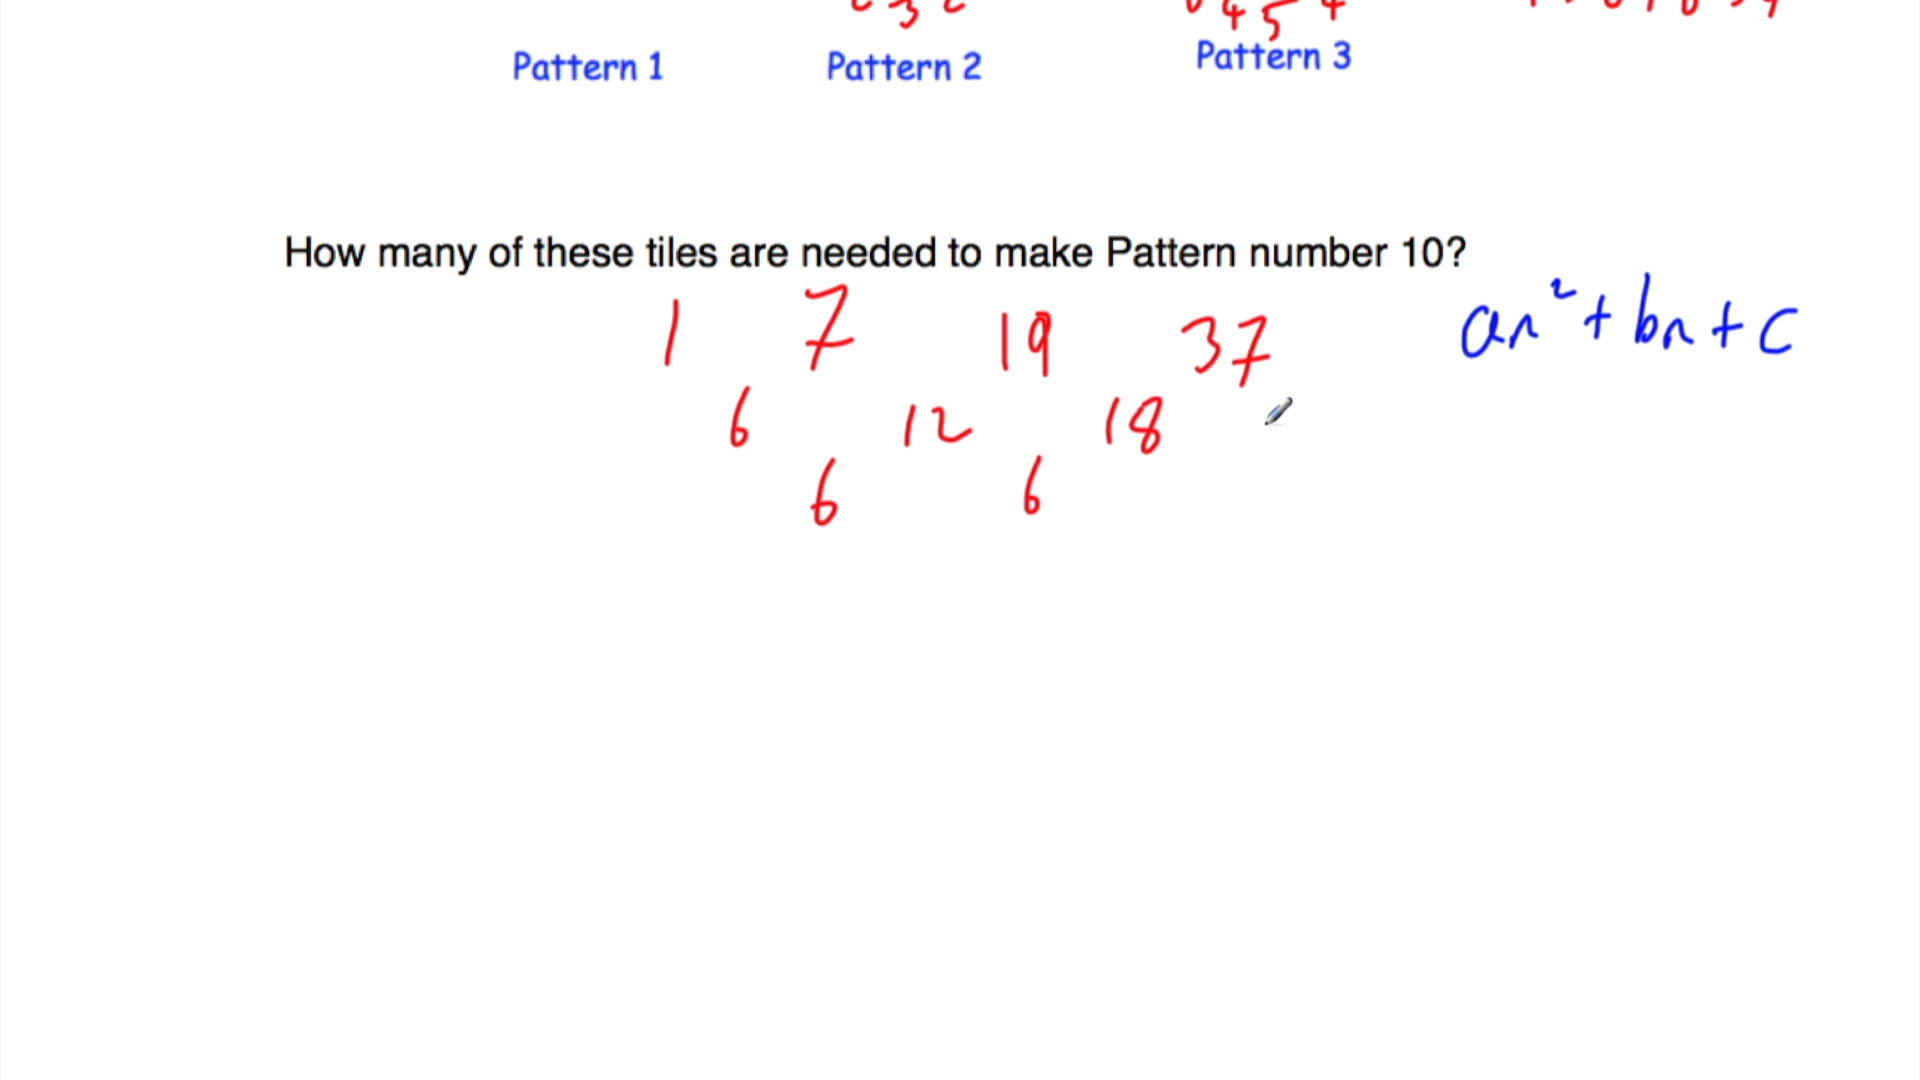 Pattern 1 Pattern 2 Pattern 3
How many of these tiles are needed to make Pattern number 10?
1 7 19 37 an² + bn + c
6 12 18
6 6